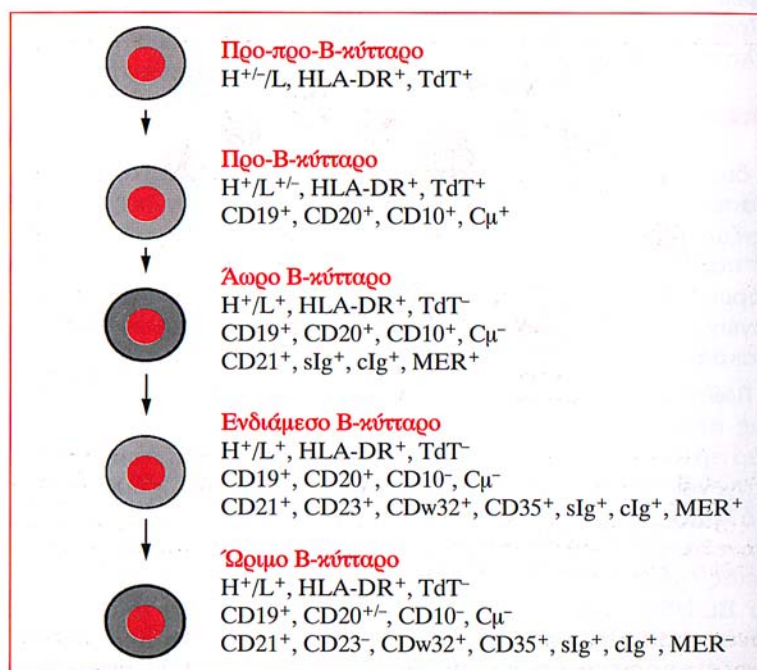 Προ-προ-Β-κύτταρο
H⁺/⁻/L, HLA-DR⁺, TdT⁺
Προ-Β-κύτταρο
H⁺/L⁺/⁻, HLA-DR⁺, TdT⁺
CD19⁺, CD20⁺, CD10⁺, Cμ⁺
Άωρο Β-κύτταρο
H⁺/L⁺, HLA-DR⁺, TdT⁻
CD19⁺, CD20⁺, CD10⁺, Cμ⁻
CD21⁺, sIg⁺, cIg⁺, MER⁺
Ενδιάμεσο Β-κύτταρο
H⁺/L⁺, HLA-DR⁺, TdT⁻
CD19⁺, CD20⁺, CD10⁻, Cμ⁻
CD21⁺, CD23⁺, CDw32⁺, CD35⁺, sIg⁺, cIg⁺, MER⁺
Ώριμο Β-κύτταρο
H⁺/L⁺, HLA-DR⁺, TdT⁻
CD19⁺, CD20⁺/⁻, CD10⁻, Cμ⁻
CD21⁺, CD23⁻, CDw32⁺, CD35⁺, sIg⁺, cIg⁺, MER⁻